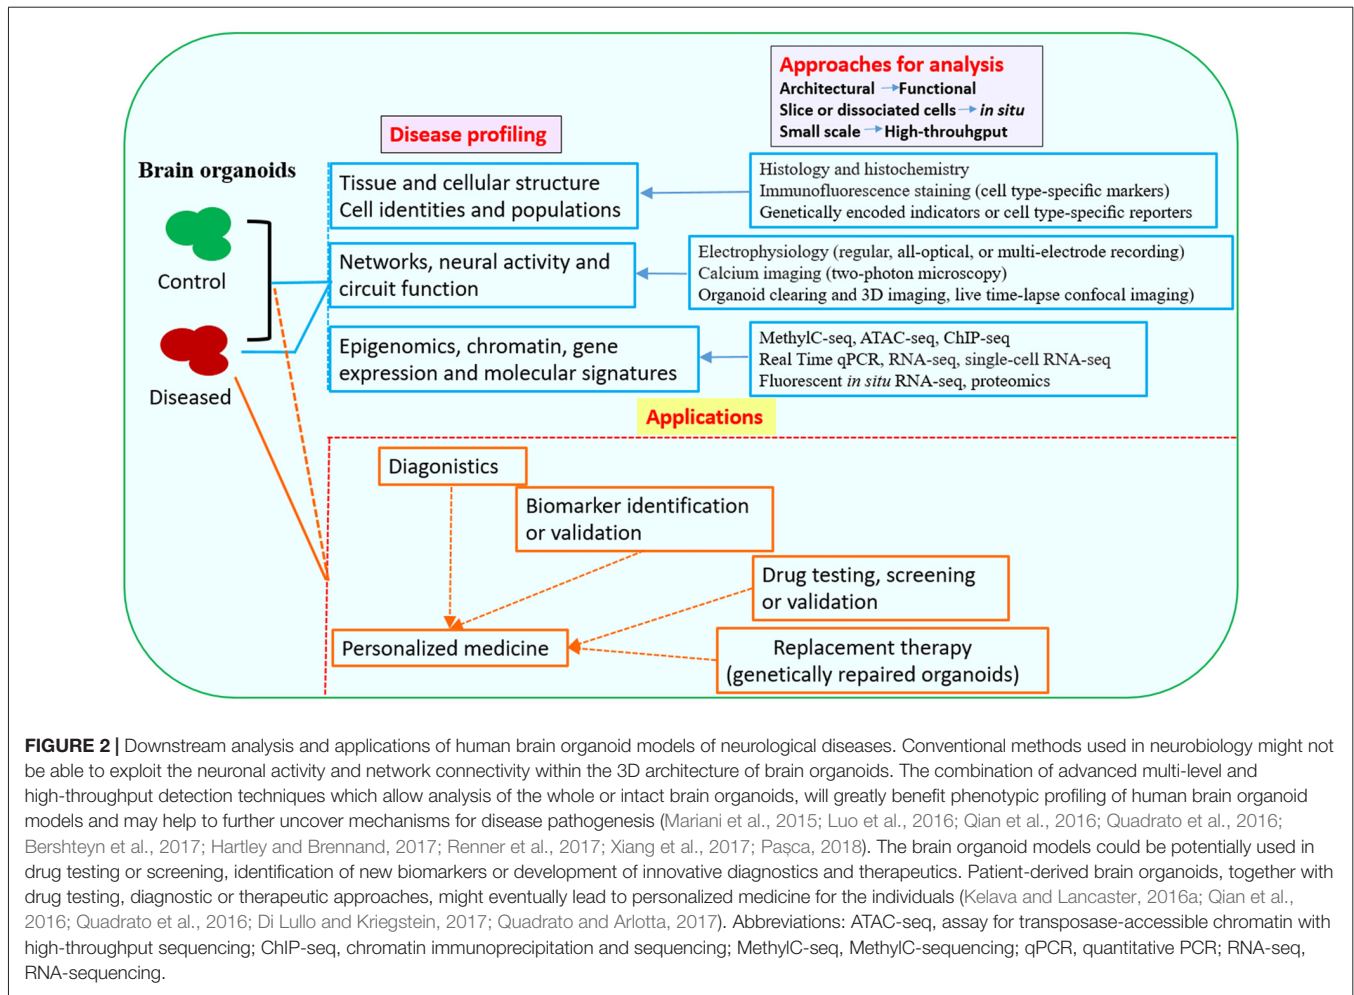 Approaches for analysis
Architectural → Functional
Slice or dissociated cells → in situ
Small scale → High-throuhgput
Disease profiling
Brain organoids
Control
Diseased
Tissue and cellular structure
Cell identities and populations
Histology and histochemistry
Immunofluorescence staining (cell type-specific markers)
Genetically encoded indicators or cell type-specific reporters
Networks, neural activity and
circuit function
Electrophysiology (regular, all-optical, or multi-electrode recording)
Calcium imaging (two-photon microscopy)
Organoid clearing and 3D imaging, live time-lapse confocal imaging)
Epigenomics, chromatin, gene
expression and molecular signatures
MethylC-seq, ATAC-seq, ChIP-seq
Real Time qPCR, RNA-seq, single-cell RNA-seq
Fluorescent in situ RNA-seq, proteomics
Applications
Diagonistics
Biomarker identification
or validation
Drug testing, screening
or validation
Personalized medicine
Replacement therapy
(genetically repaired organoids)
FIGURE 2 | Downstream analysis and applications of human brain organoid models of neurological diseases. Conventional methods used in neurobiology might not
be able to exploit the neuronal activity and network connectivity within the 3D architecture of brain organoids. The combination of advanced multi-level and
high-throughput detection techniques which allow analysis of the whole or intact brain organoids, will greatly benefit phenotypic profiling of human brain organoid
models and may help to further uncover mechanisms for disease pathogenesis (Mariani et al., 2015; Luo et al., 2016; Qian et al., 2016; Quadrato et al., 2016;
Bershteyn et al., 2017; Hartley and Brennand, 2017; Renner et al., 2017; Xiang et al., 2017; Paşca, 2018). The brain organoid models could be potentially used in
drug testing or screening, identification of new biomarkers or development of innovative diagnostics and therapeutics. Patient-derived brain organoids, together with
drug testing, diagnostic or therapeutic approaches, might eventually lead to personalized medicine for the individuals (Kelava and Lancaster, 2016a; Qian et al.,
2016; Quadrato et al., 2016; Di Lullo and Kriegstein, 2017; Quadrato and Arlotta, 2017). Abbreviations: ATAC-seq, assay for transposase-accessible chromatin with
high-throughput sequencing; ChIP-seq, chromatin immunoprecipitation and sequencing; MethylC-seq, MethylC-sequencing; qPCR, quantitative PCR; RNA-seq,
RNA-sequencing.